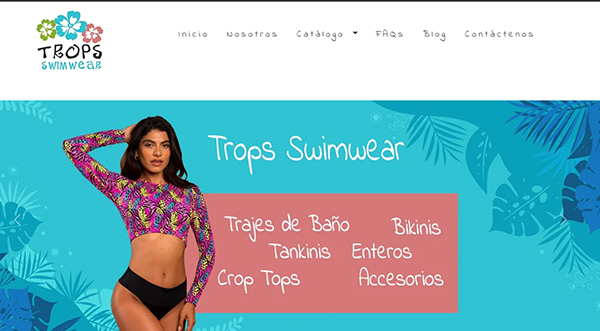 TROPS
SWIMWEAR
Inicio Nosotros Catálogo FAQs Blog Contáctenos
Trops Swimwear
Trajes de Baño Bikinis
Tankinis Enteros
Crop Tops Accesorios